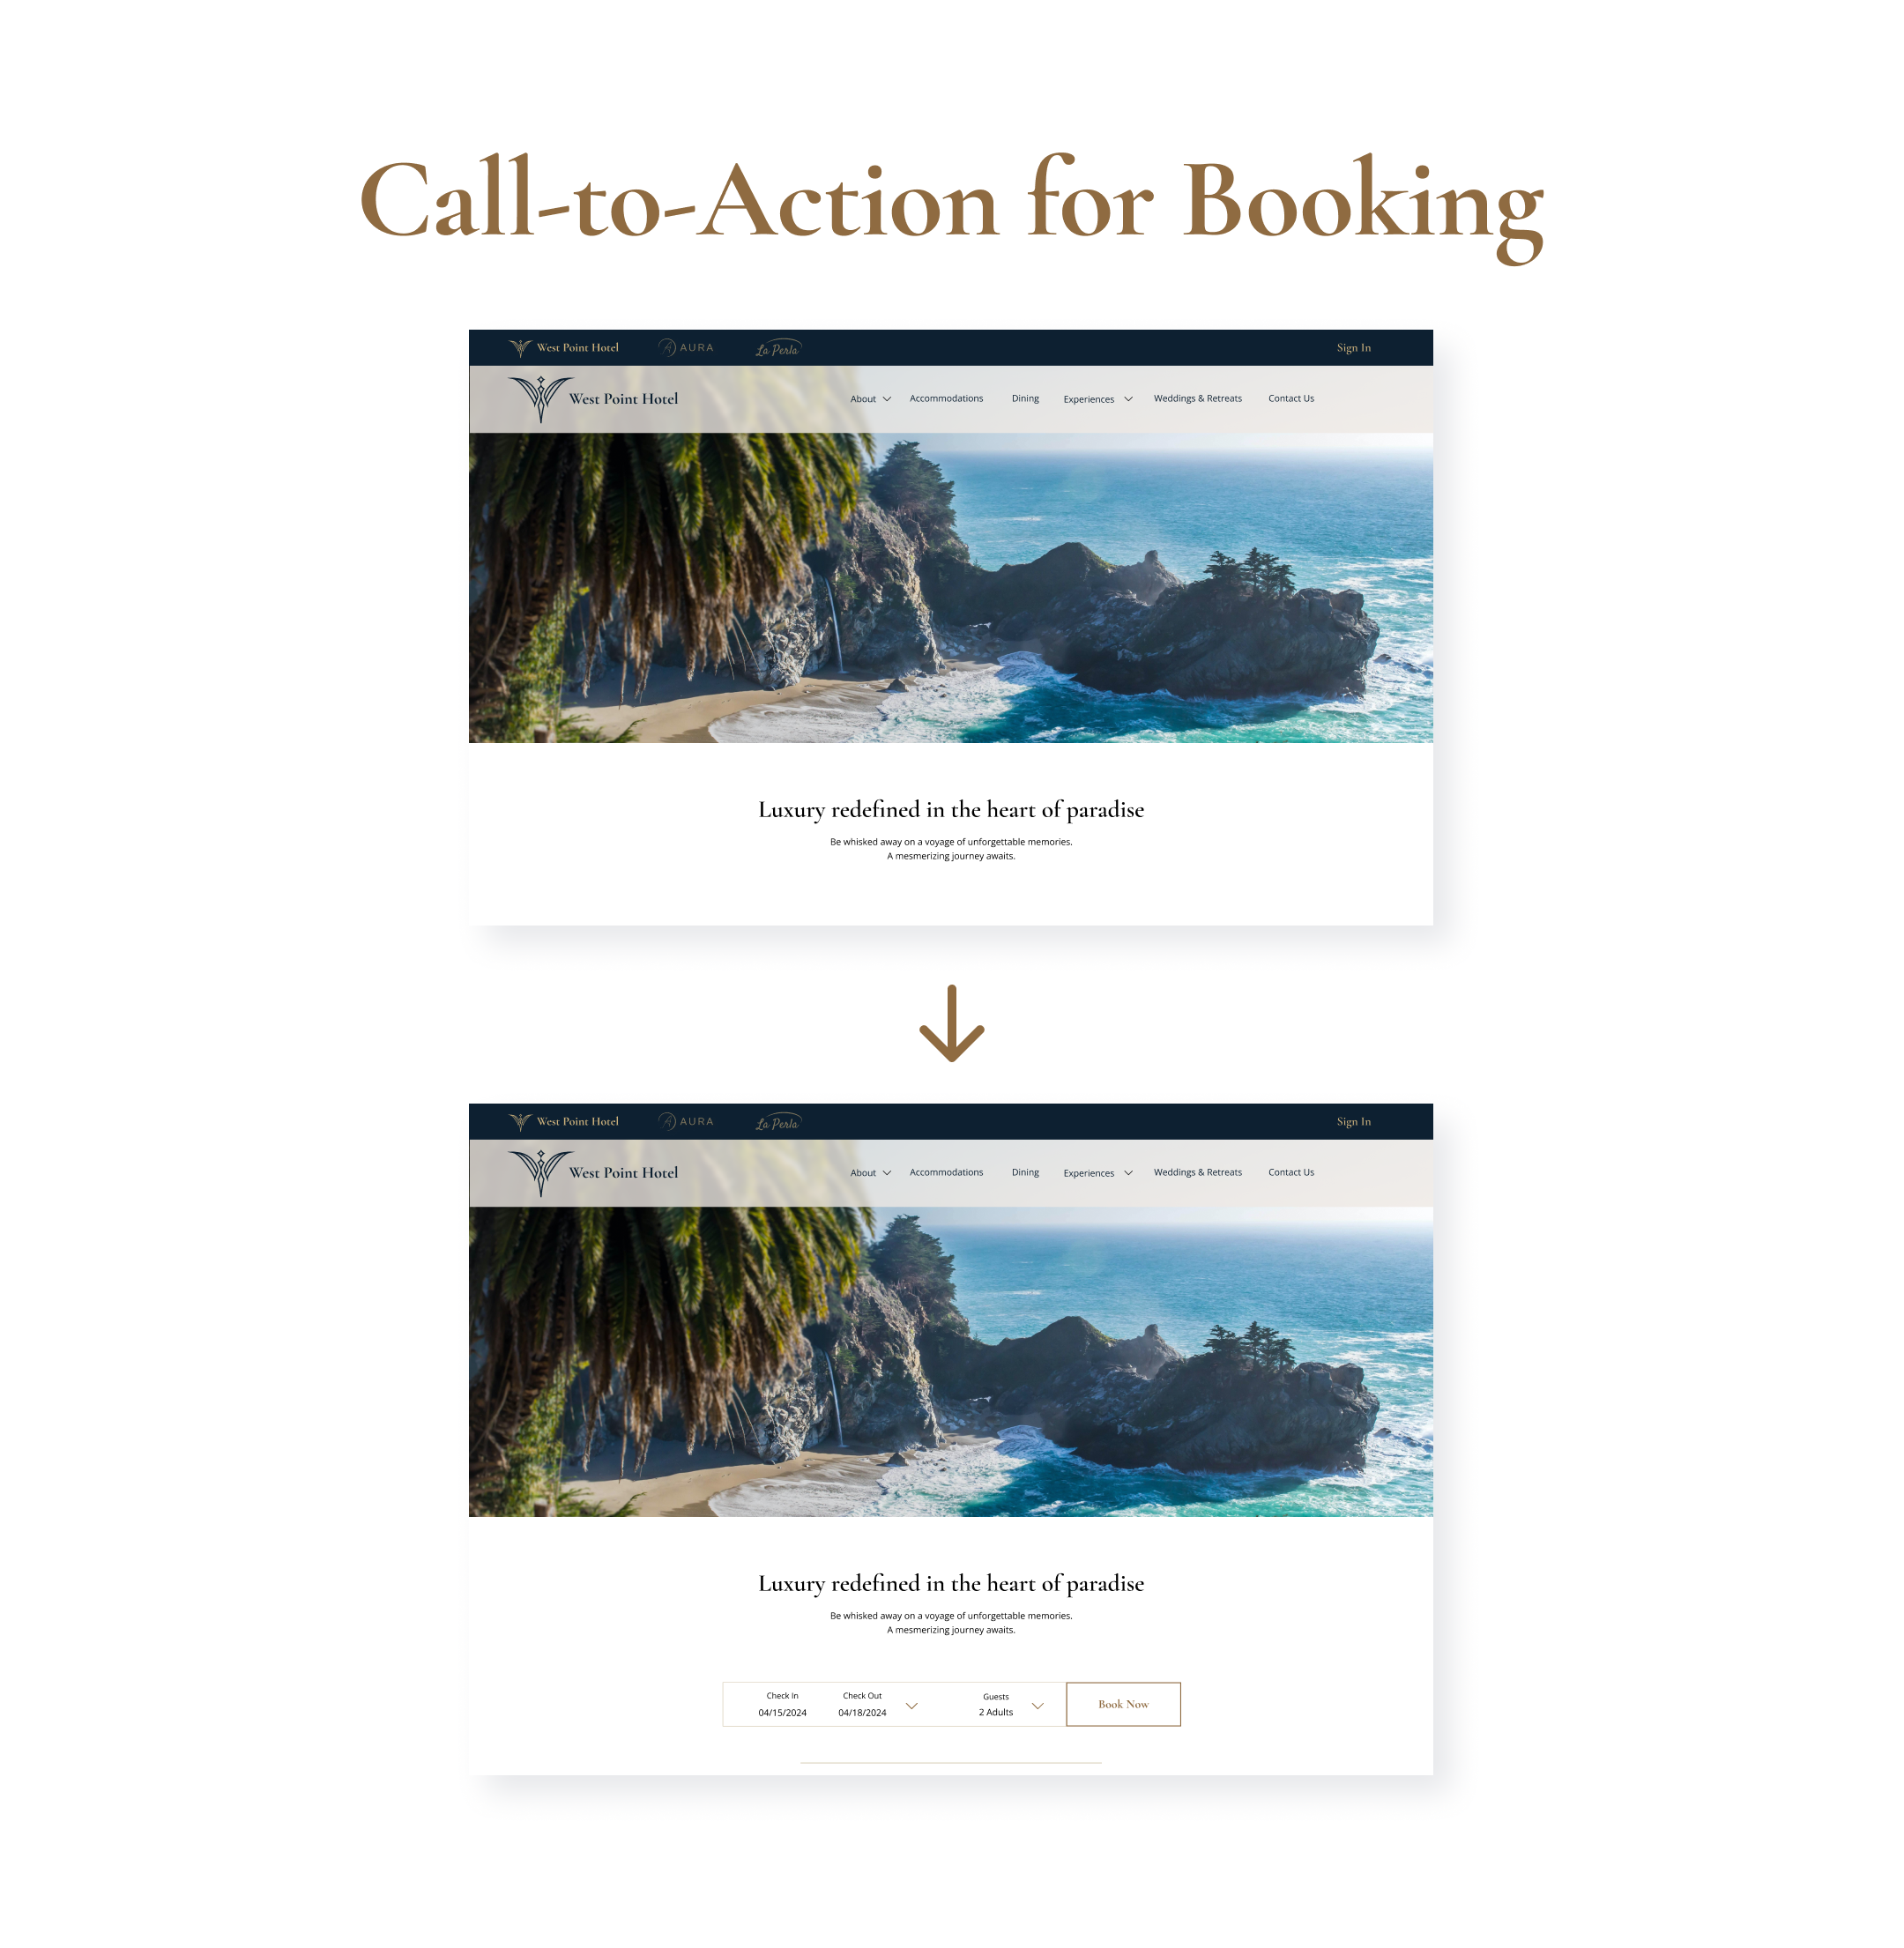 Call-to-Action for Booking
West Point Hotel AURA La Perla Sign In
West Point Hotel About Accommodations Dining Experiences Weddings & Retreats Contact Us
Luxury redefined in the heart of paradise
Be whisked away on a voyage of unforgettable memories.
A mesmerizing journey awaits.
West Point Hotel AURA La Perla Sign In
West Point Hotel About Accommodations Dining Experiences Weddings & Retreats Contact Us
Luxury redefined in the heart of paradise
Be whisked away on a voyage of unforgettable memories.
A mesmerizing journey awaits.
Check In Check Out Guests
04/15/2024 04/18/2024 2 Adults
Book Now